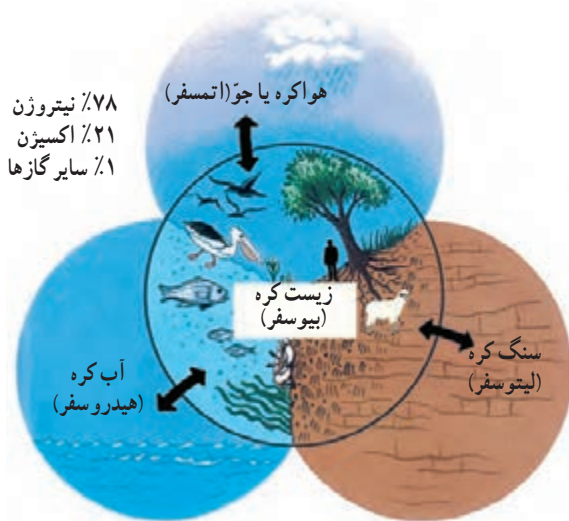 هواکره یا جوّ (اتمسفر)
۷۸٪ نیتروژن
۲۱٪ اکسیژن
۱٪ سایر گازها
زیست کره
(بیوسفر)
سنگ کره
(لیتوسفر)
آب کره
(هیدروسفر)